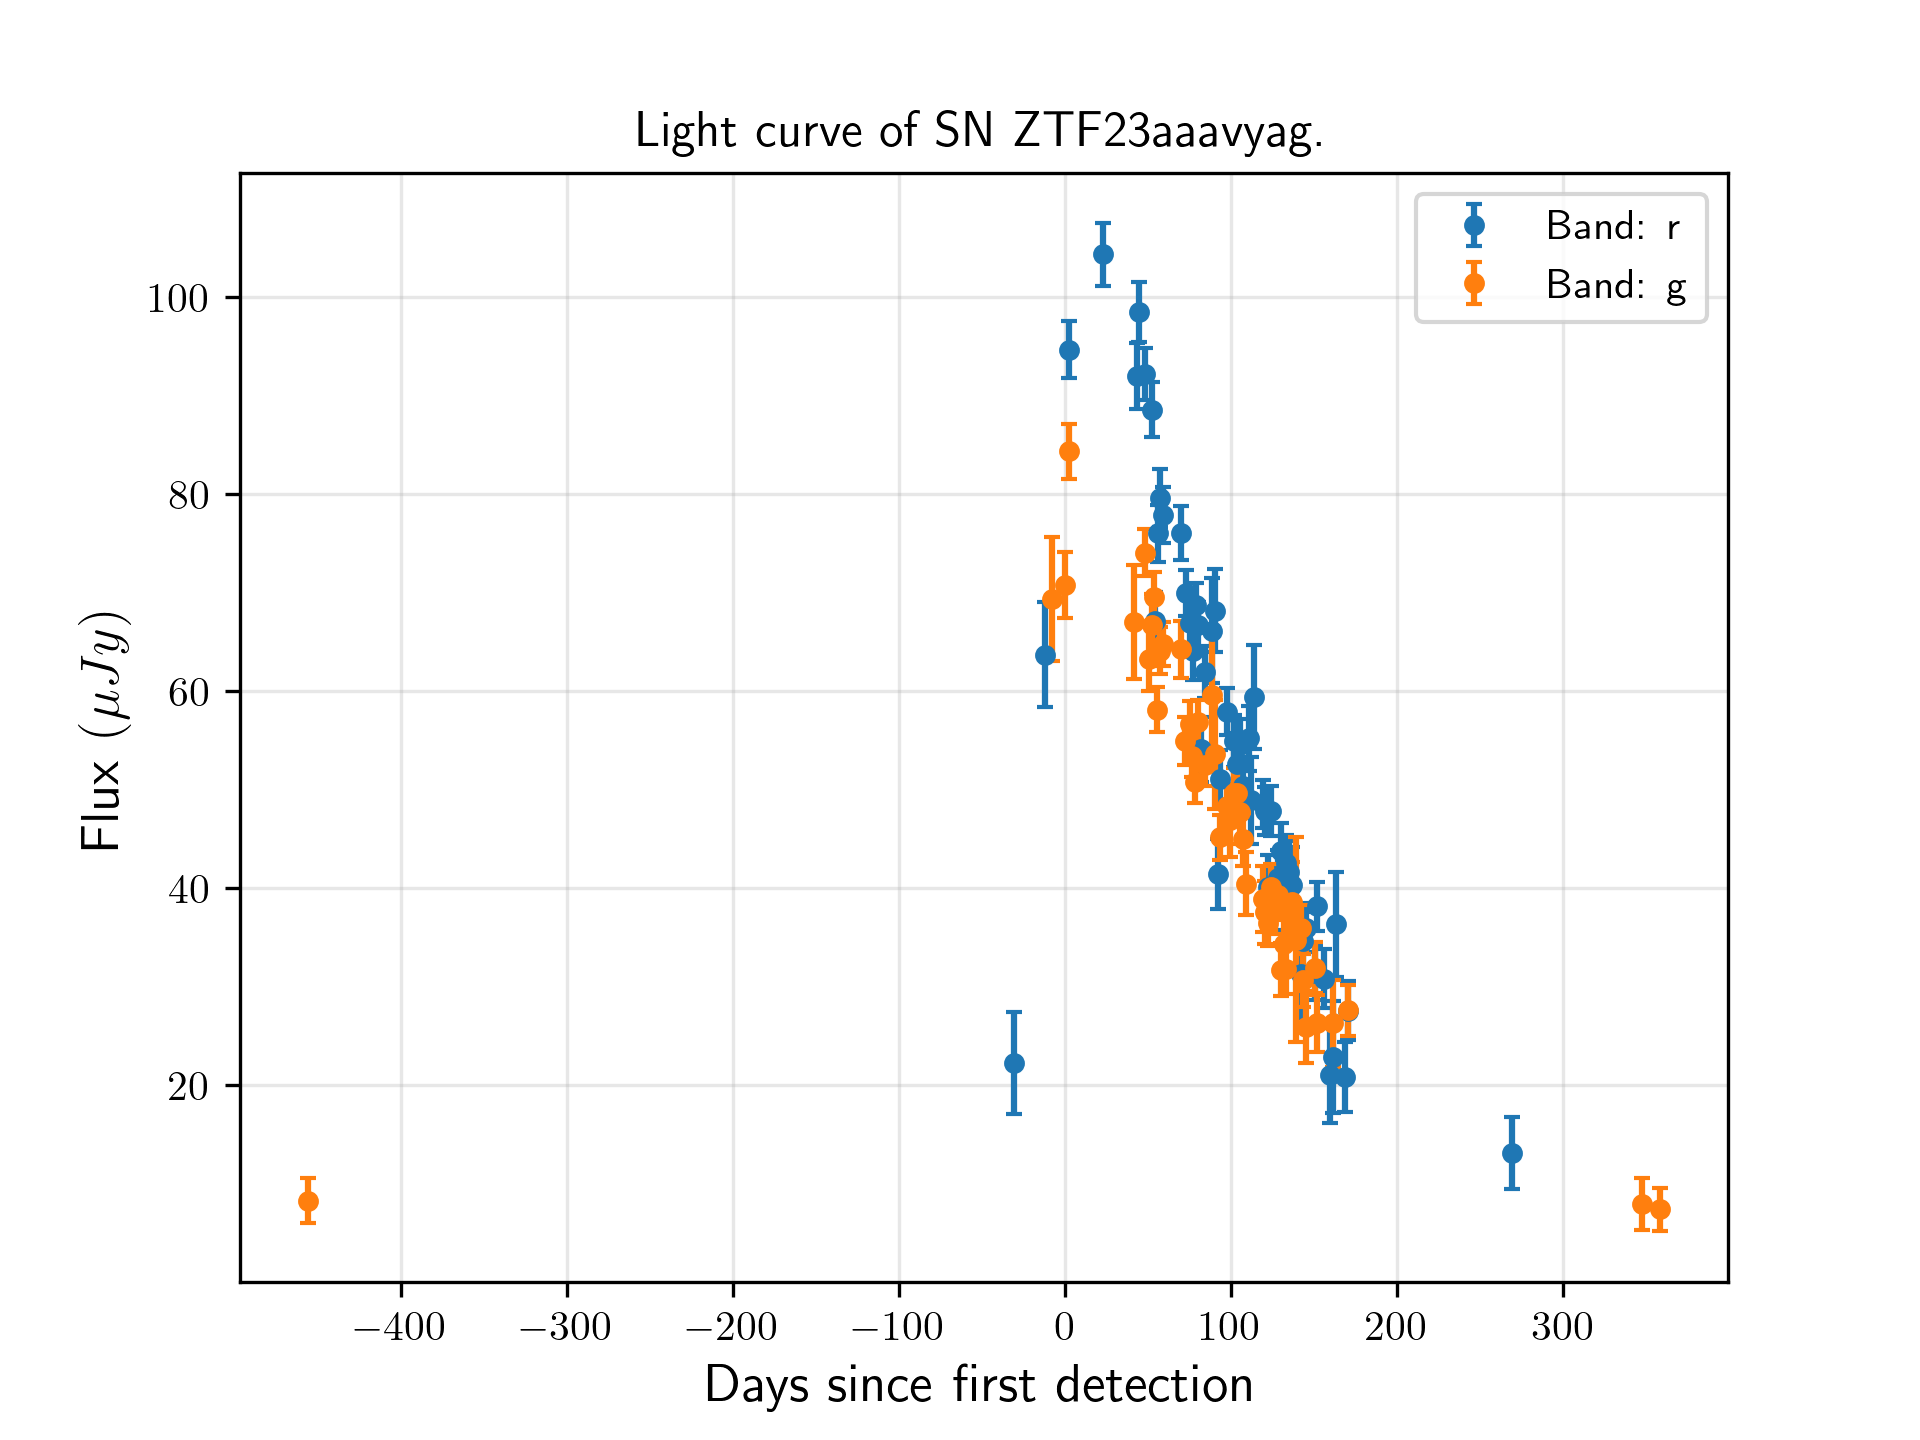 Light curve of SN ZTF23aaavyag.
Band: r
Band: g
Flux (μJy)
100
80
60
40
20
−400 −300 −200 −100 0 100 200 300
Days since first detection